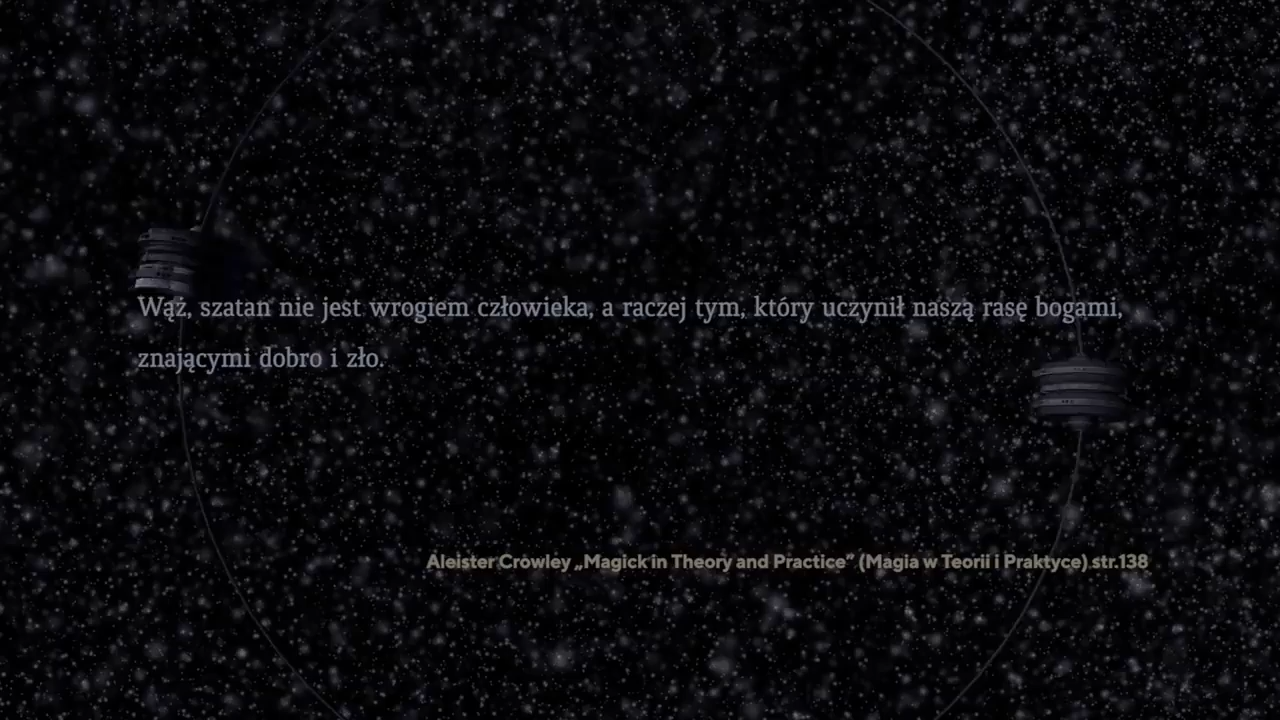 Wąż, szatan nie jest wrogiem człowieka, a raczej tym, który uczynił naszą rasę bogami,
znającymi dobro i zło.
Aleister Crowley „Magick in Theory and Practice” (Magia w Teorii i Praktyce) str.138